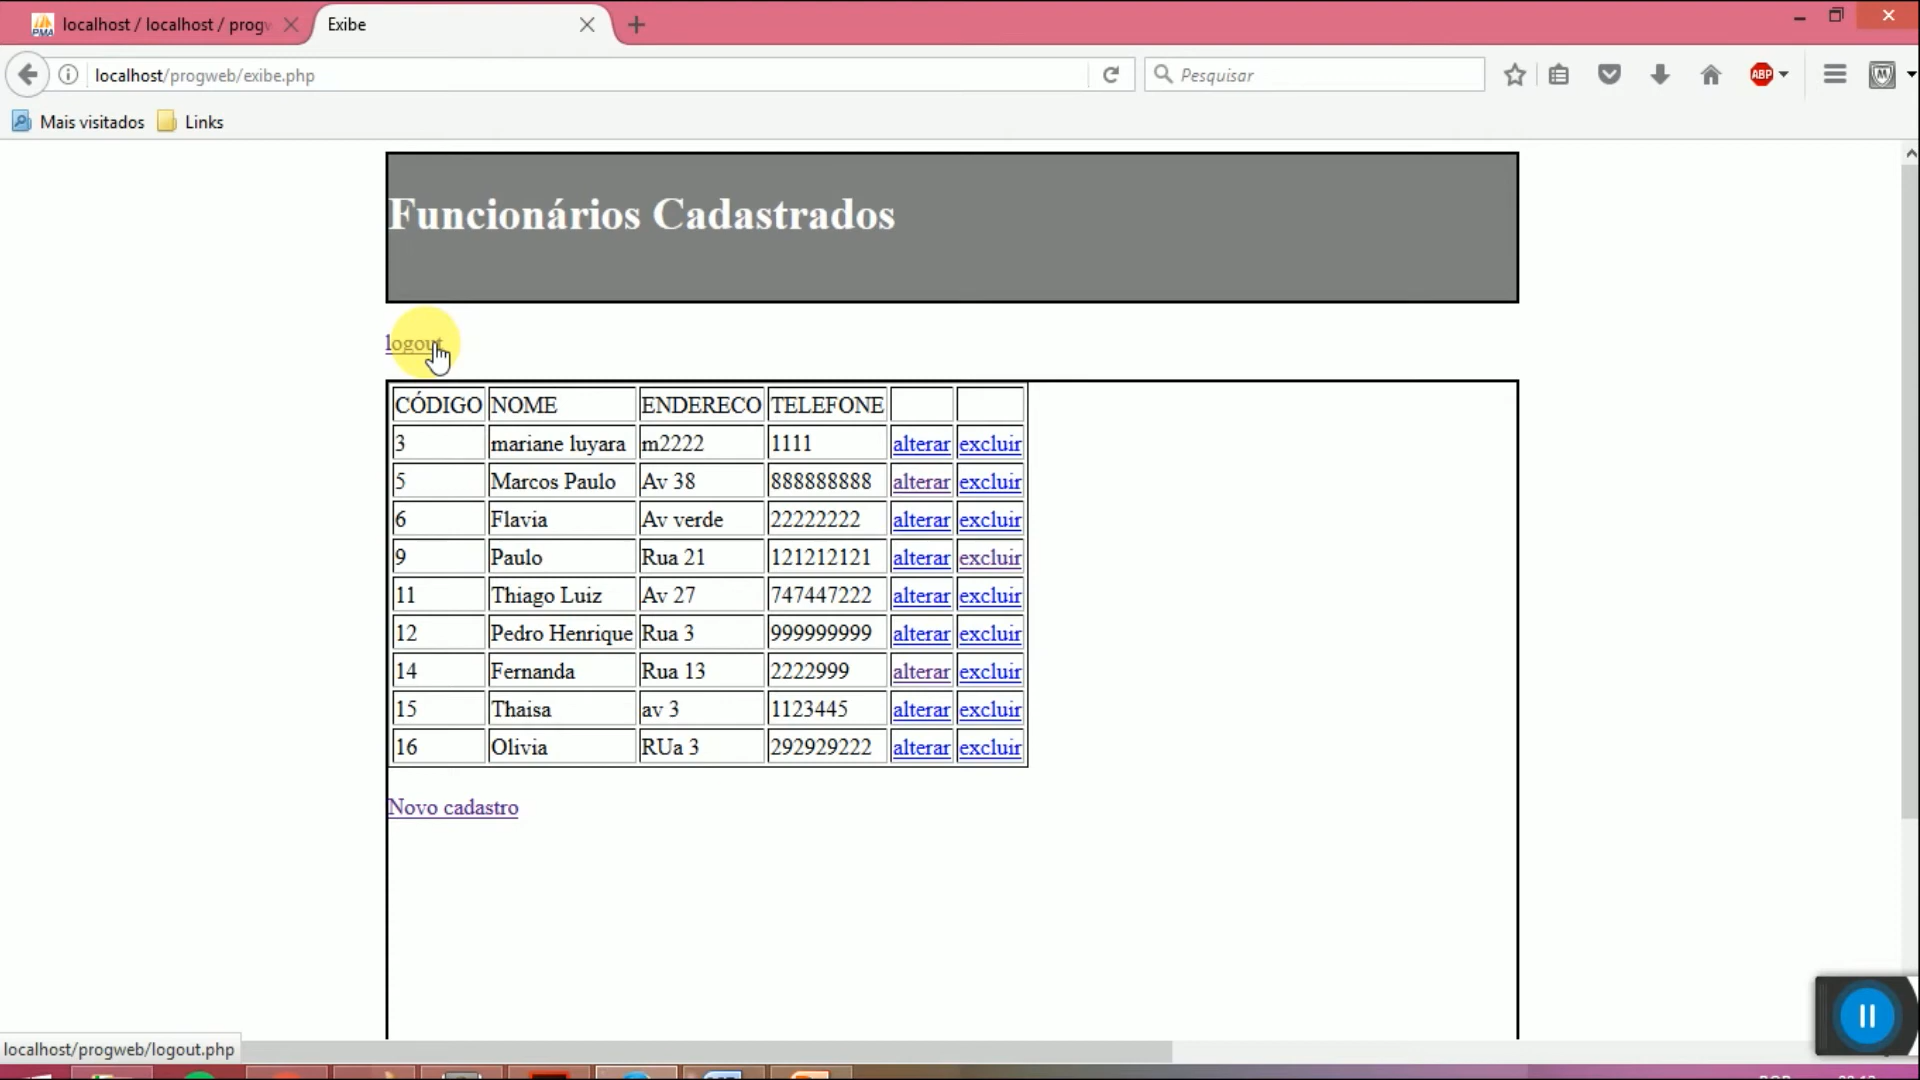 localhost / localhost / progw
Exibe
localhost/progweb/exibe.php
Pesquisar
ABP
Mais visitados
Links
Funcionários Cadastrados
logout
CÓDIGO NOME ENDERECO TELEFONE
3 mariane luyara m2222 1111 alterar excluir
5 Marcos Paulo Av 38 888888888 alterar excluir
6 Flavia Av verde 22222222 alterar excluir
9 Paulo Rua 21 121212121 alterar excluir
11 Thiago Luiz Av 27 747447222 alterar excluir
12 Pedro Henrique Rua 3 999999999 alterar excluir
14 Fernanda Rua 13 2222999 alterar excluir
15 Thaisa av 3 1123445 alterar excluir
16 Olivia RUa 3 292929222 alterar excluir
Novo cadastro
localhost/progweb/logout.php